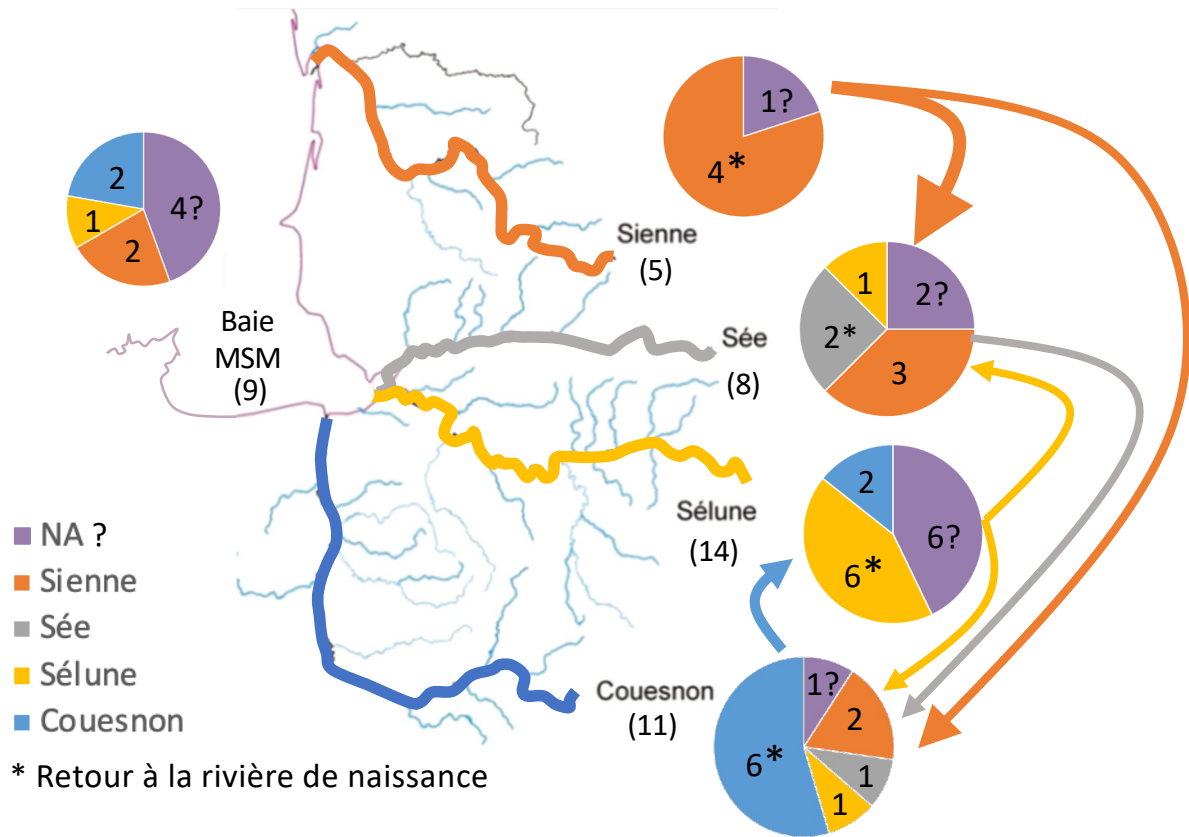 1?
4*
2
4?
1
2
Sienne
(5)
1
2?
2*
3
Baie
MSM
(9)
Sée
(8)
2
6?
6*
Sélune
(14)
NA ?
Sienne
Sée
Sélune
Couesnon
Couesnon
(11)
1?
2
6*
1
1
* Retour à la rivière de naissance